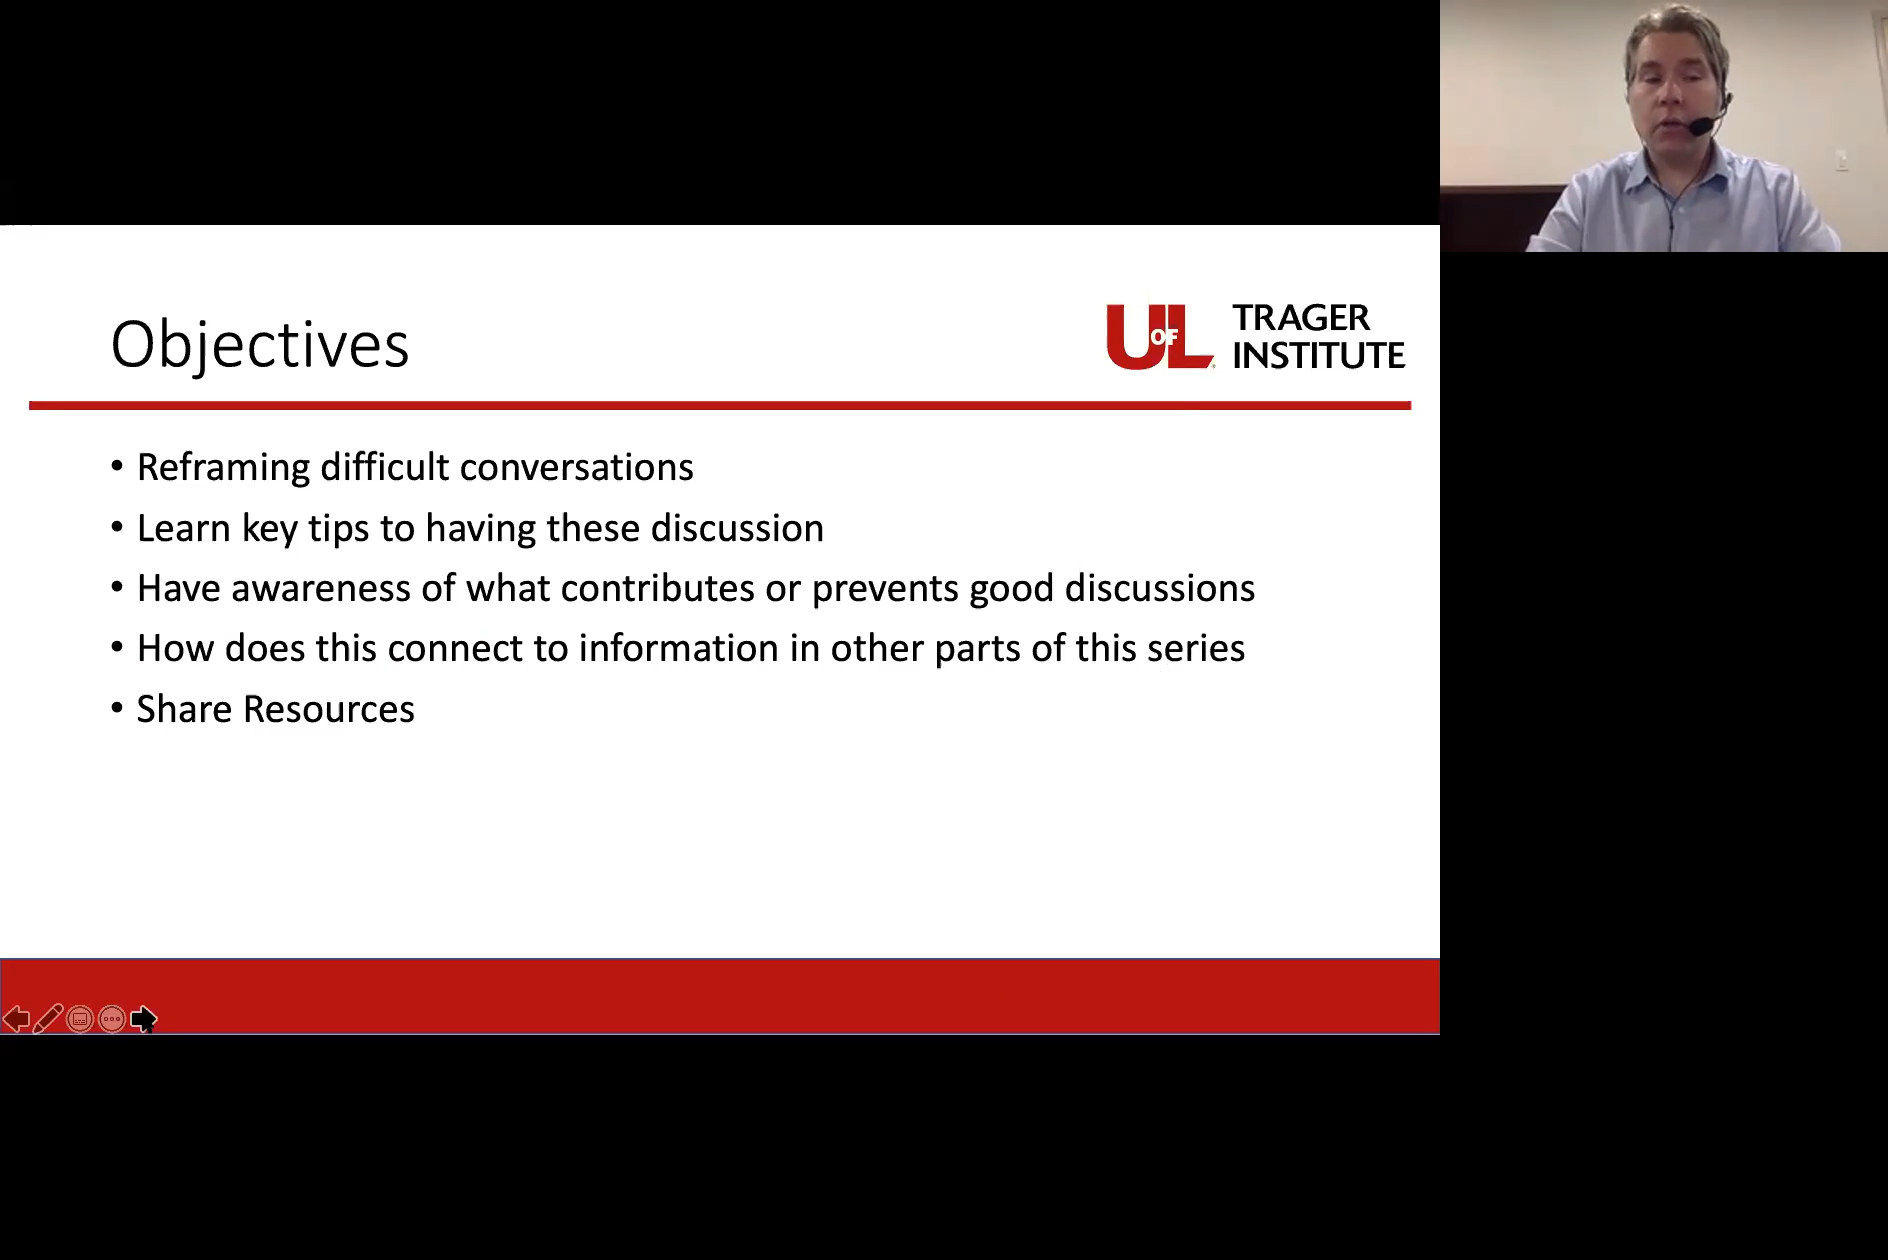 Objectives
UOFL TRAGER
INSTITUTE
• Reframing difficult conversations
• Learn key tips to having these discussion
• Have awareness of what contributes or prevents good discussions
• How does this connect to information in other parts of this series
• Share Resources